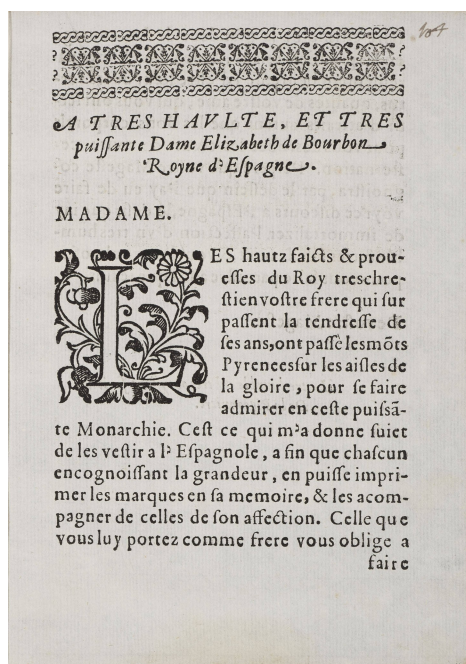 A TRES HAVLTE, ET TRES
puiſſante Dame Elizabeth de Bourbon
Royne d'Eſpagne.
MADAME.
LES hautz faicts & prou-
eſſes du Roy treschre-
ſtien voſtre frere qui ſur
paſſent la tendreſſe de
ſes ans, ont paſſé les mõts
Pyrenees ſur les aiſles de
la gloire, pour ſe faire
admirer en ceſte puiſsã-
te Monarchie. Ceſt ce qui m'a donne ſuiet
de les veſtir a l'Eſpagnole, a fin que chaſcun
encognoiſſant la grandeur, en puiſſe impri-
mer les marques en ſa memoire, & les acom-
pagner de celles de ſon affection. Celle que
vous luy portez comme frere vous oblige a
faire